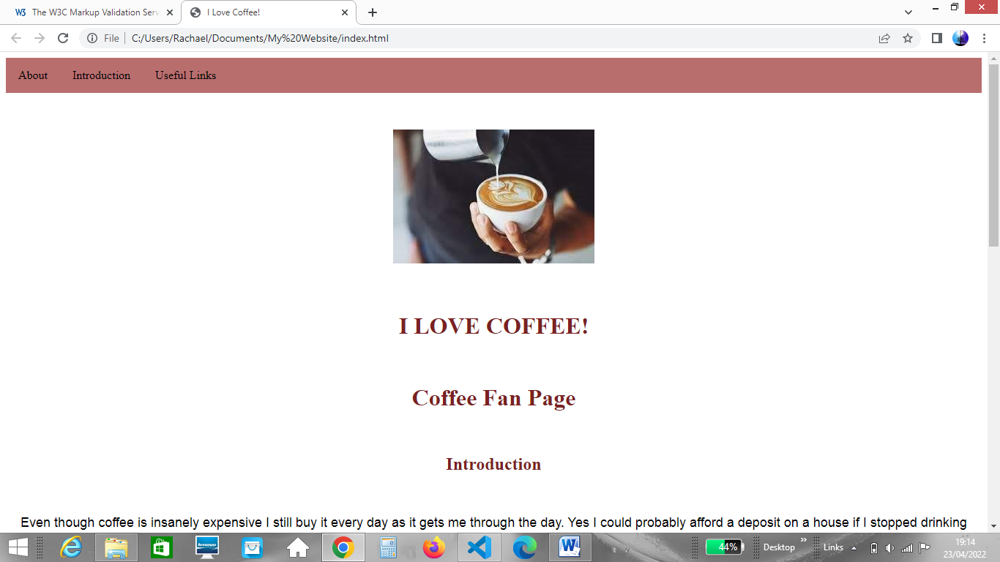 W3 The W3C Markup Validation Serv
I Love Coffee!
File C:/Users/Rachael/Documents/My%20Website/index.html
About Introduction Useful Links
I LOVE COFFEE!
Coffee Fan Page
Introduction
Even though coffee is insanely expensive I still buy it every day as it gets me through the day. Yes I could probably afford a deposit on a house if I stopped drinking
lenovo
44% Desktop Links
19:14
23/04/2022